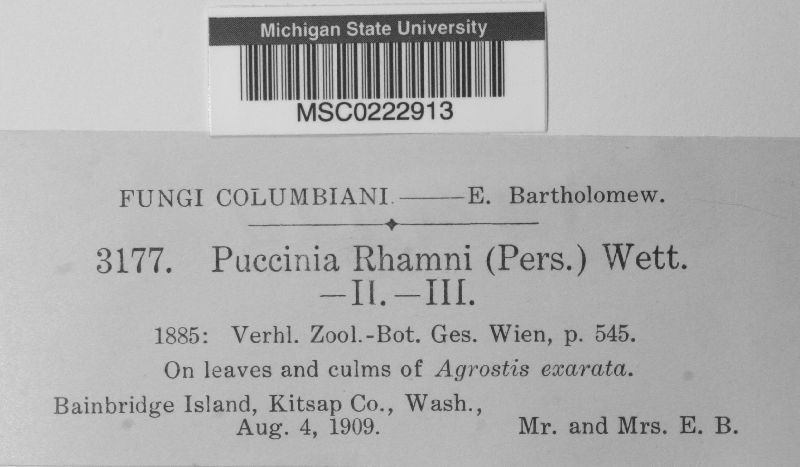 Michigan State University
MSC0222913
FUNGI COLUMBIANI.——E. Bartholomew.
3177. Puccinia Rhamni (Pers.) Wett.
—II.—III.
1885: Verhl. Zool.-Bot. Ges. Wien, p. 545.
On leaves and culms of Agrostis exarata.
Bainbridge Island, Kitsap Co., Wash.,
Aug. 4, 1909. Mr. and Mrs. E. B.